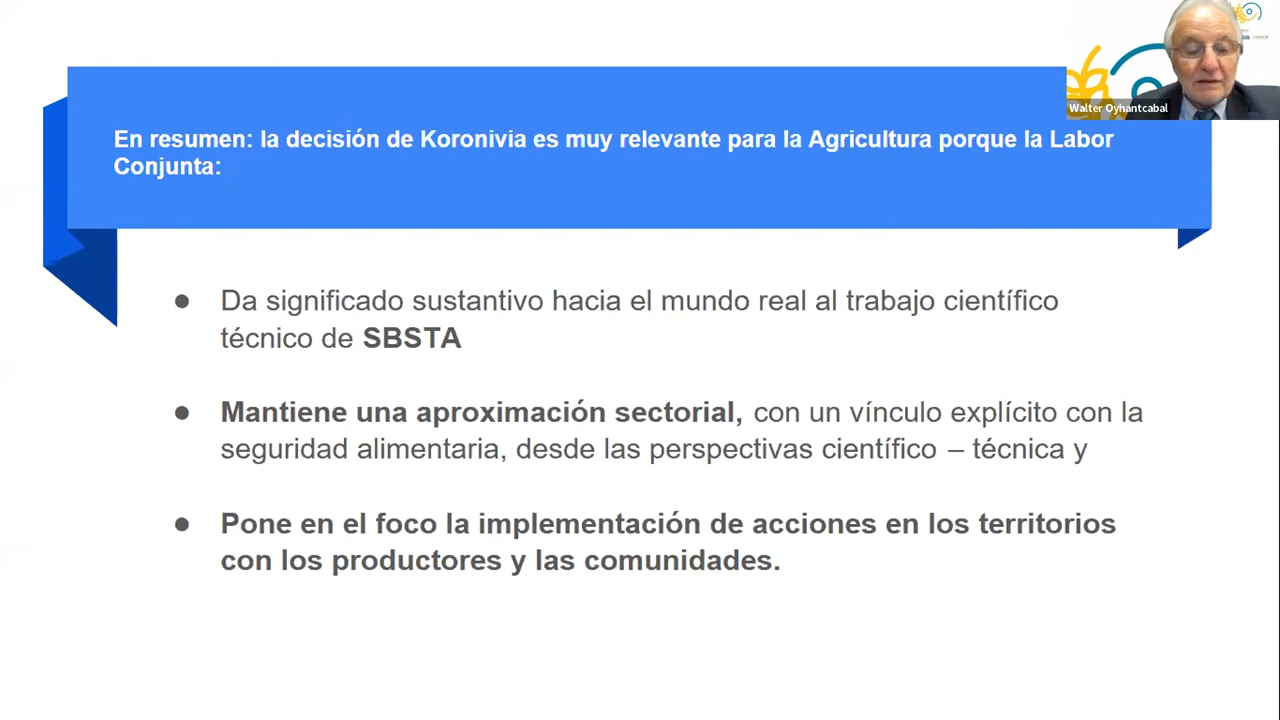 Walter Oyhantcabal
En resumen: la decisión de Koronivia es muy relevante para la Agricultura porque la Labor
Conjunta:
● Da significado sustantivo hacia el mundo real al trabajo científico
técnico de SBSTA
● Mantiene una aproximación sectorial, con un vínculo explícito con la
seguridad alimentaria, desde las perspectivas científico – técnica y
● Pone en el foco la implementación de acciones en los territorios
con los productores y las comunidades.